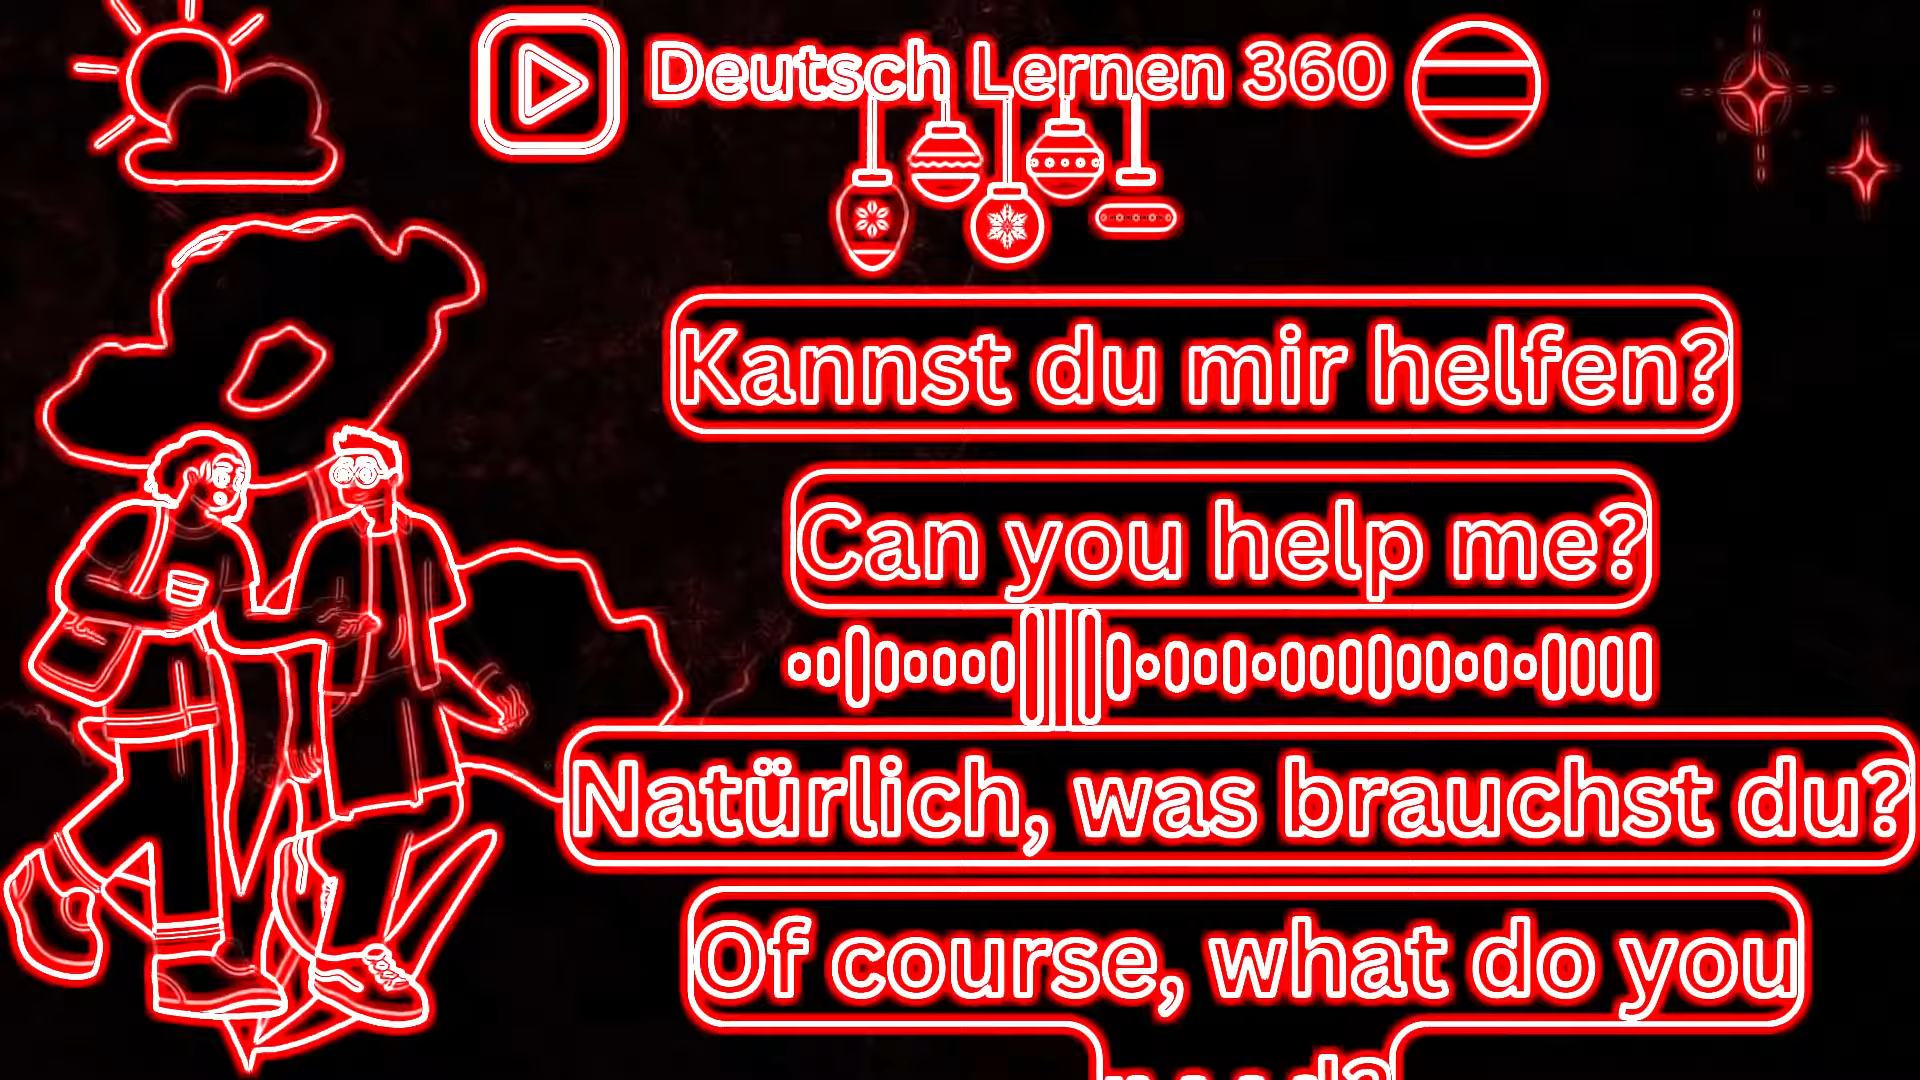 Deutsch Lernen 360
Kannst du mir helfen?
Can you help me?
Natürlich, was brauchst du?
Of course, what do you
need?